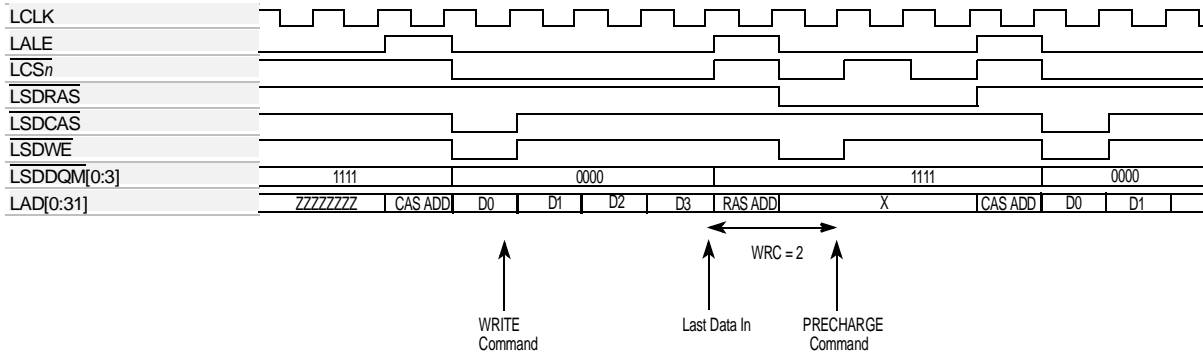 LCLK
LALE
LCSn
LSDRAS
LSDCAS
LSDWE
LSDDQM[0:3] 1111 0000 1111 0000
LAD[0:31] ZZZZZZZZ CAS ADD D0 D1 D2 D3 RAS ADD X CAS ADD D0 D1
WRC = 2
WRITE Last Data In PRECHARGE
Command Command